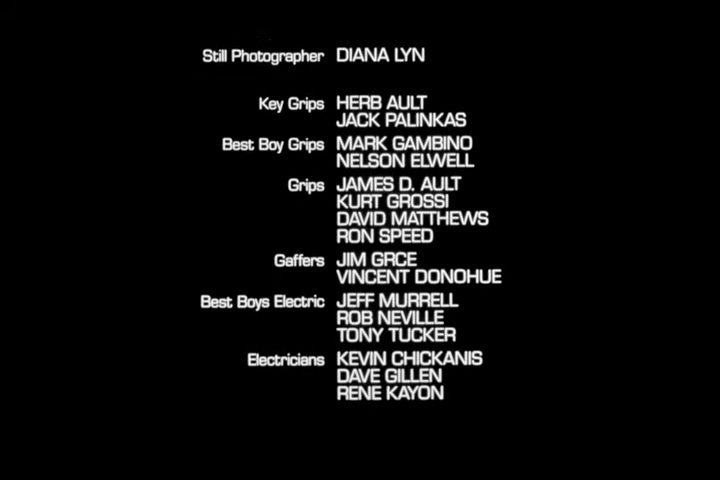 Still Photographer DIANA LYN
Key Grips HERB AULT
JACK PALINKAS
Best Boy Grips MARK GAMBINO
NELSON ELWELL
Grips JAMES D. AULT
KURT GROSSI
DAVID MATTHEWS
RON SPEED
Gaffers JIM GRCE
VINCENT DONOHUE
Best Boys Electric JEFF MURRELL
ROB NEVILLE
TONY TUCKER
Electricians KEVIN CHICKANIS
DAVE GILLEN
RENE KAYON